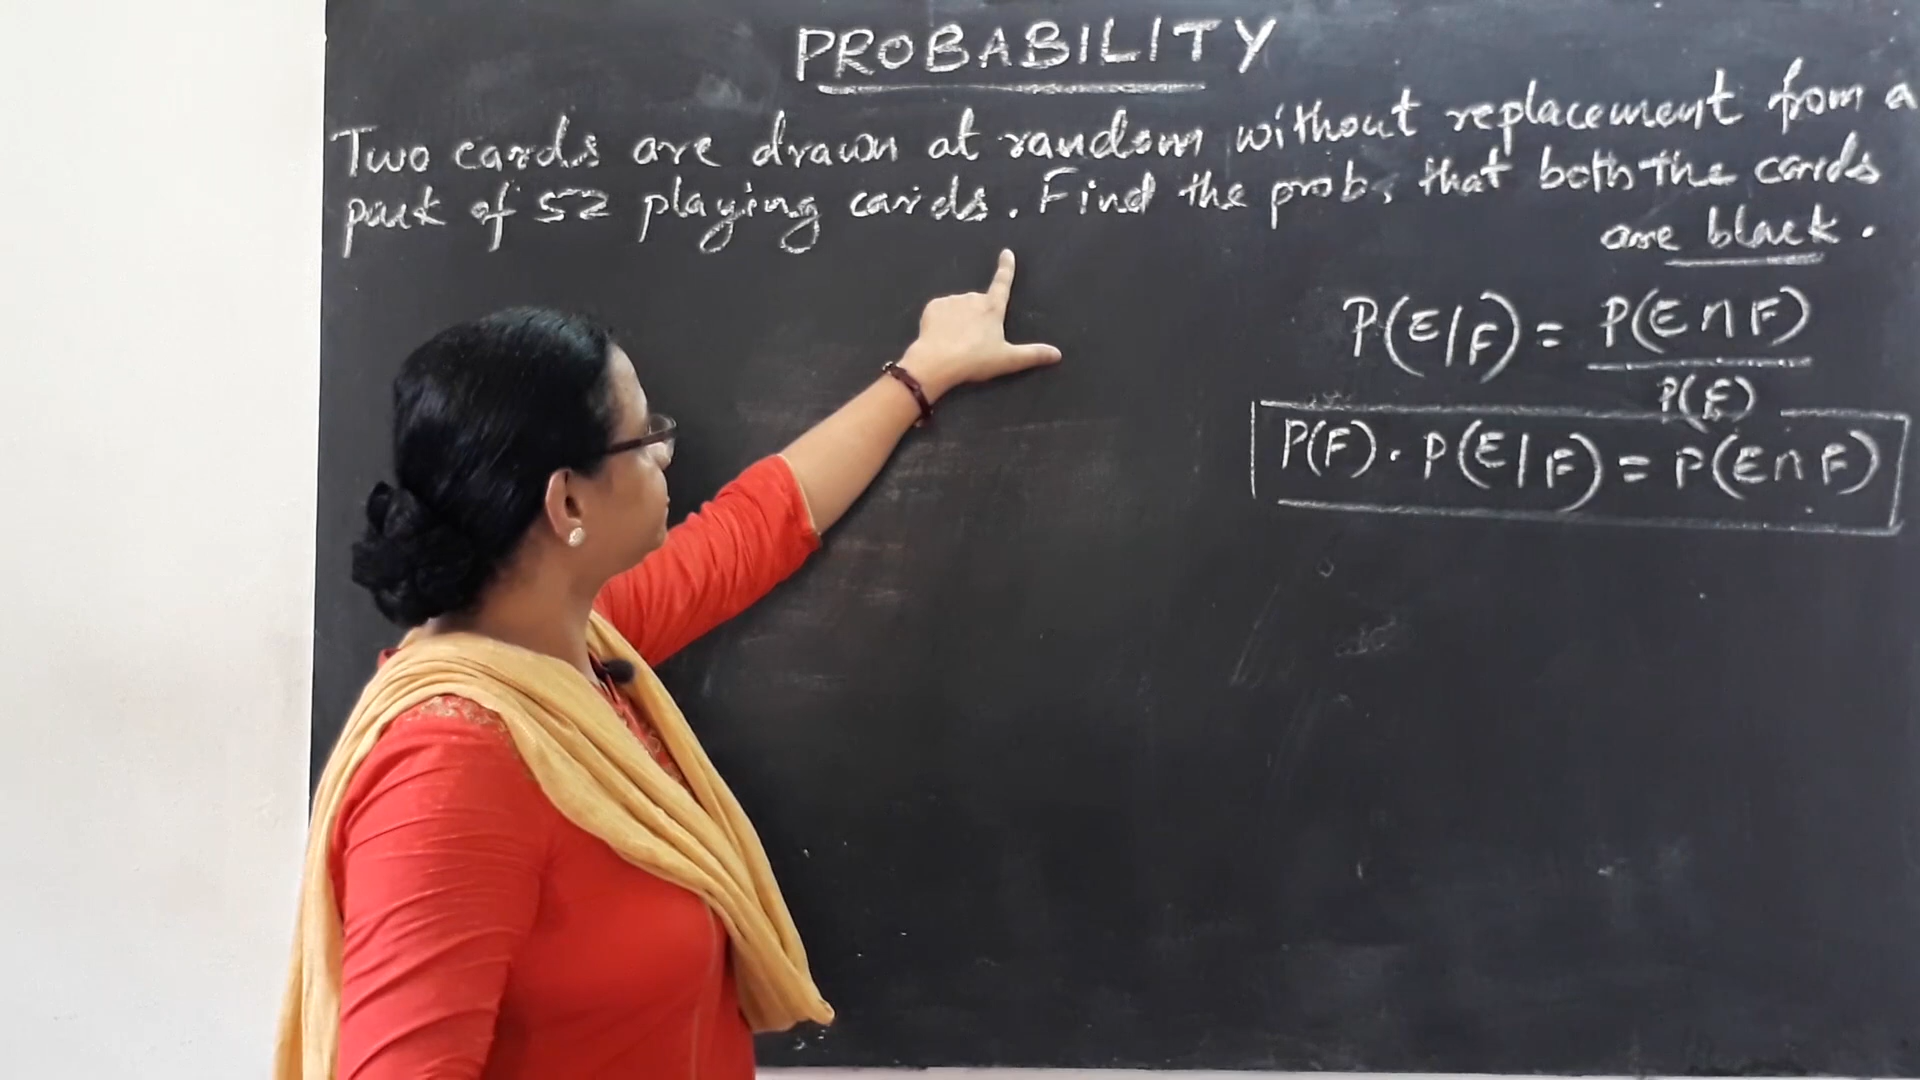 PROBABILITY
Two cards are drawn at random without replacement from a
pack of 52 playing cards. Find the prob. that both the cards
are black.
P(E/F) = P(E∩F)
P(F)
P(F). P(E/F) = P(E∩F)